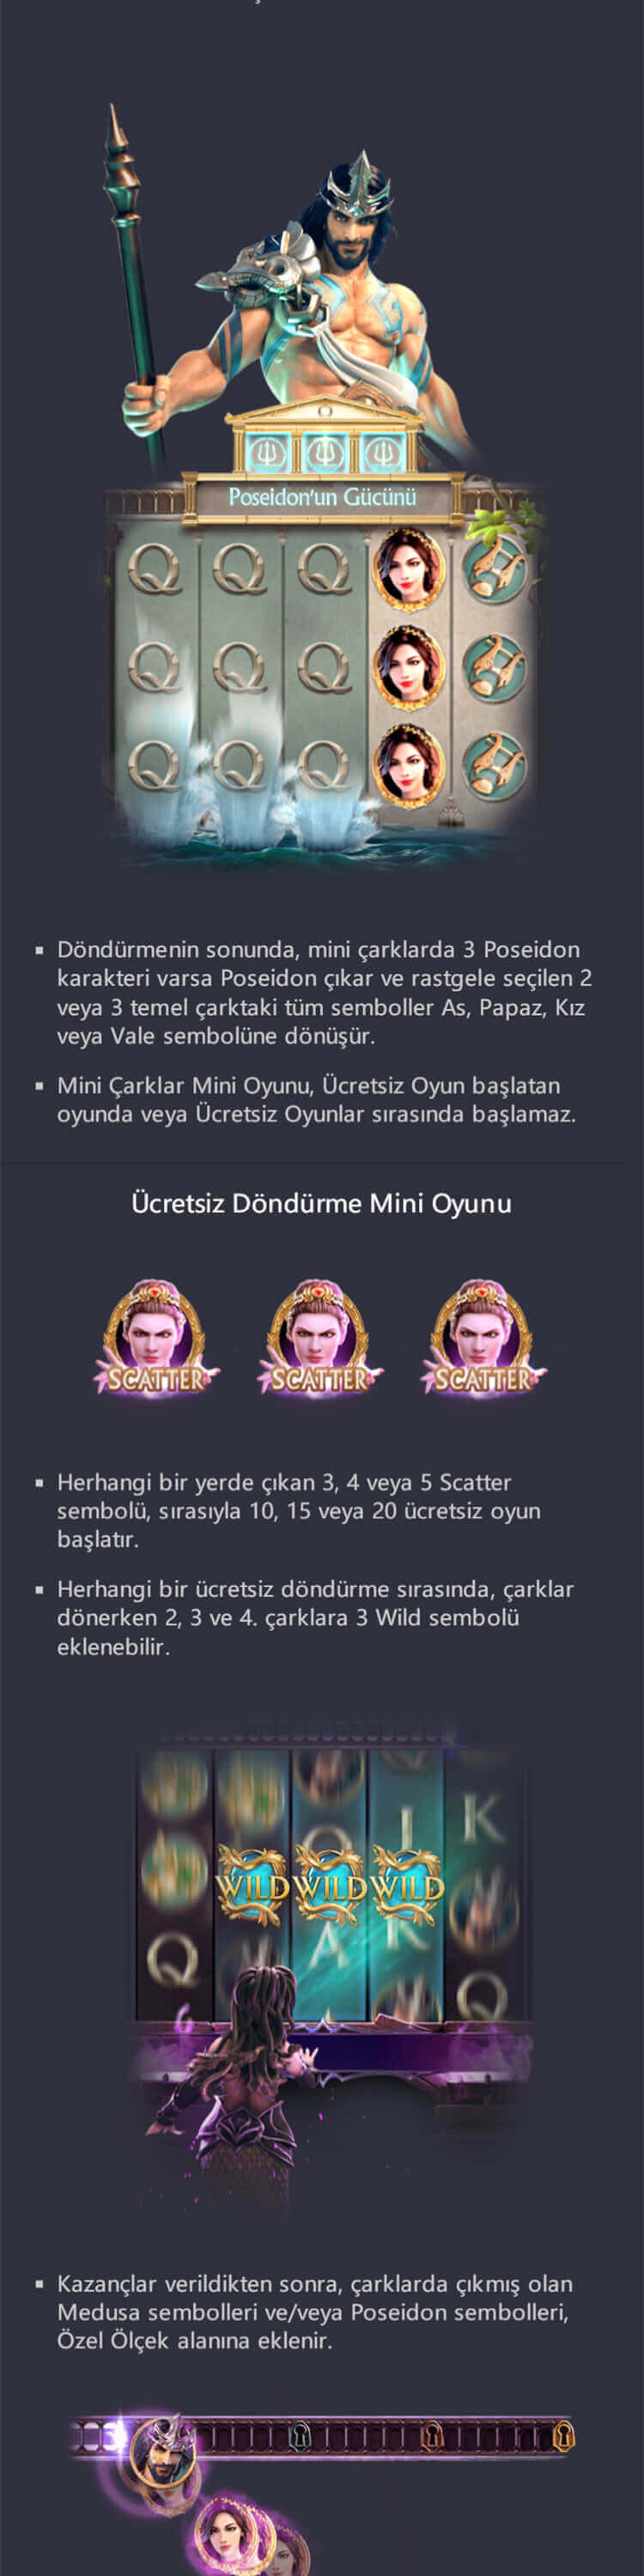 Poseidon'un Gücünü
Q Q Q
Q Q Q
Q Q Q
▪ Döndürmenin sonunda, mini çarklarda 3 Poseidon
karakteri varsa Poseidon çıkar ve rastgele seçilen 2
veya 3 temel çarktaki tüm semboller As, Papaz, Kız
veya Vale sembolüne dönüşür.
▪ Mini Çarklar Mini Oyunu, Ücretsiz Oyun başlatan
oyunda veya Ücretsiz Oyunlar sırasında başlamaz.
Ücretsiz Döndürme Mini Oyunu
SCATTER SCATTER SCATTER
▪ Herhangi bir yerde çıkan 3, 4 veya 5 Scatter
sembolü, sırasıyla 10, 15 veya 20 ücretsiz oyun
başlatır.
▪ Herhangi bir ücretsiz döndürme sırasında, çarklar
dönerken 2, 3 ve 4. çarklara 3 Wild sembolü
eklenebilir.
Q J K
WILD WILD WILD
Q A K Q
▪ Kazançlar verildikten sonra, çarklarda çıkmış olan
Medusa sembolleri ve/veya Poseidon sembolleri,
Özel Ölçek alanına eklenir.